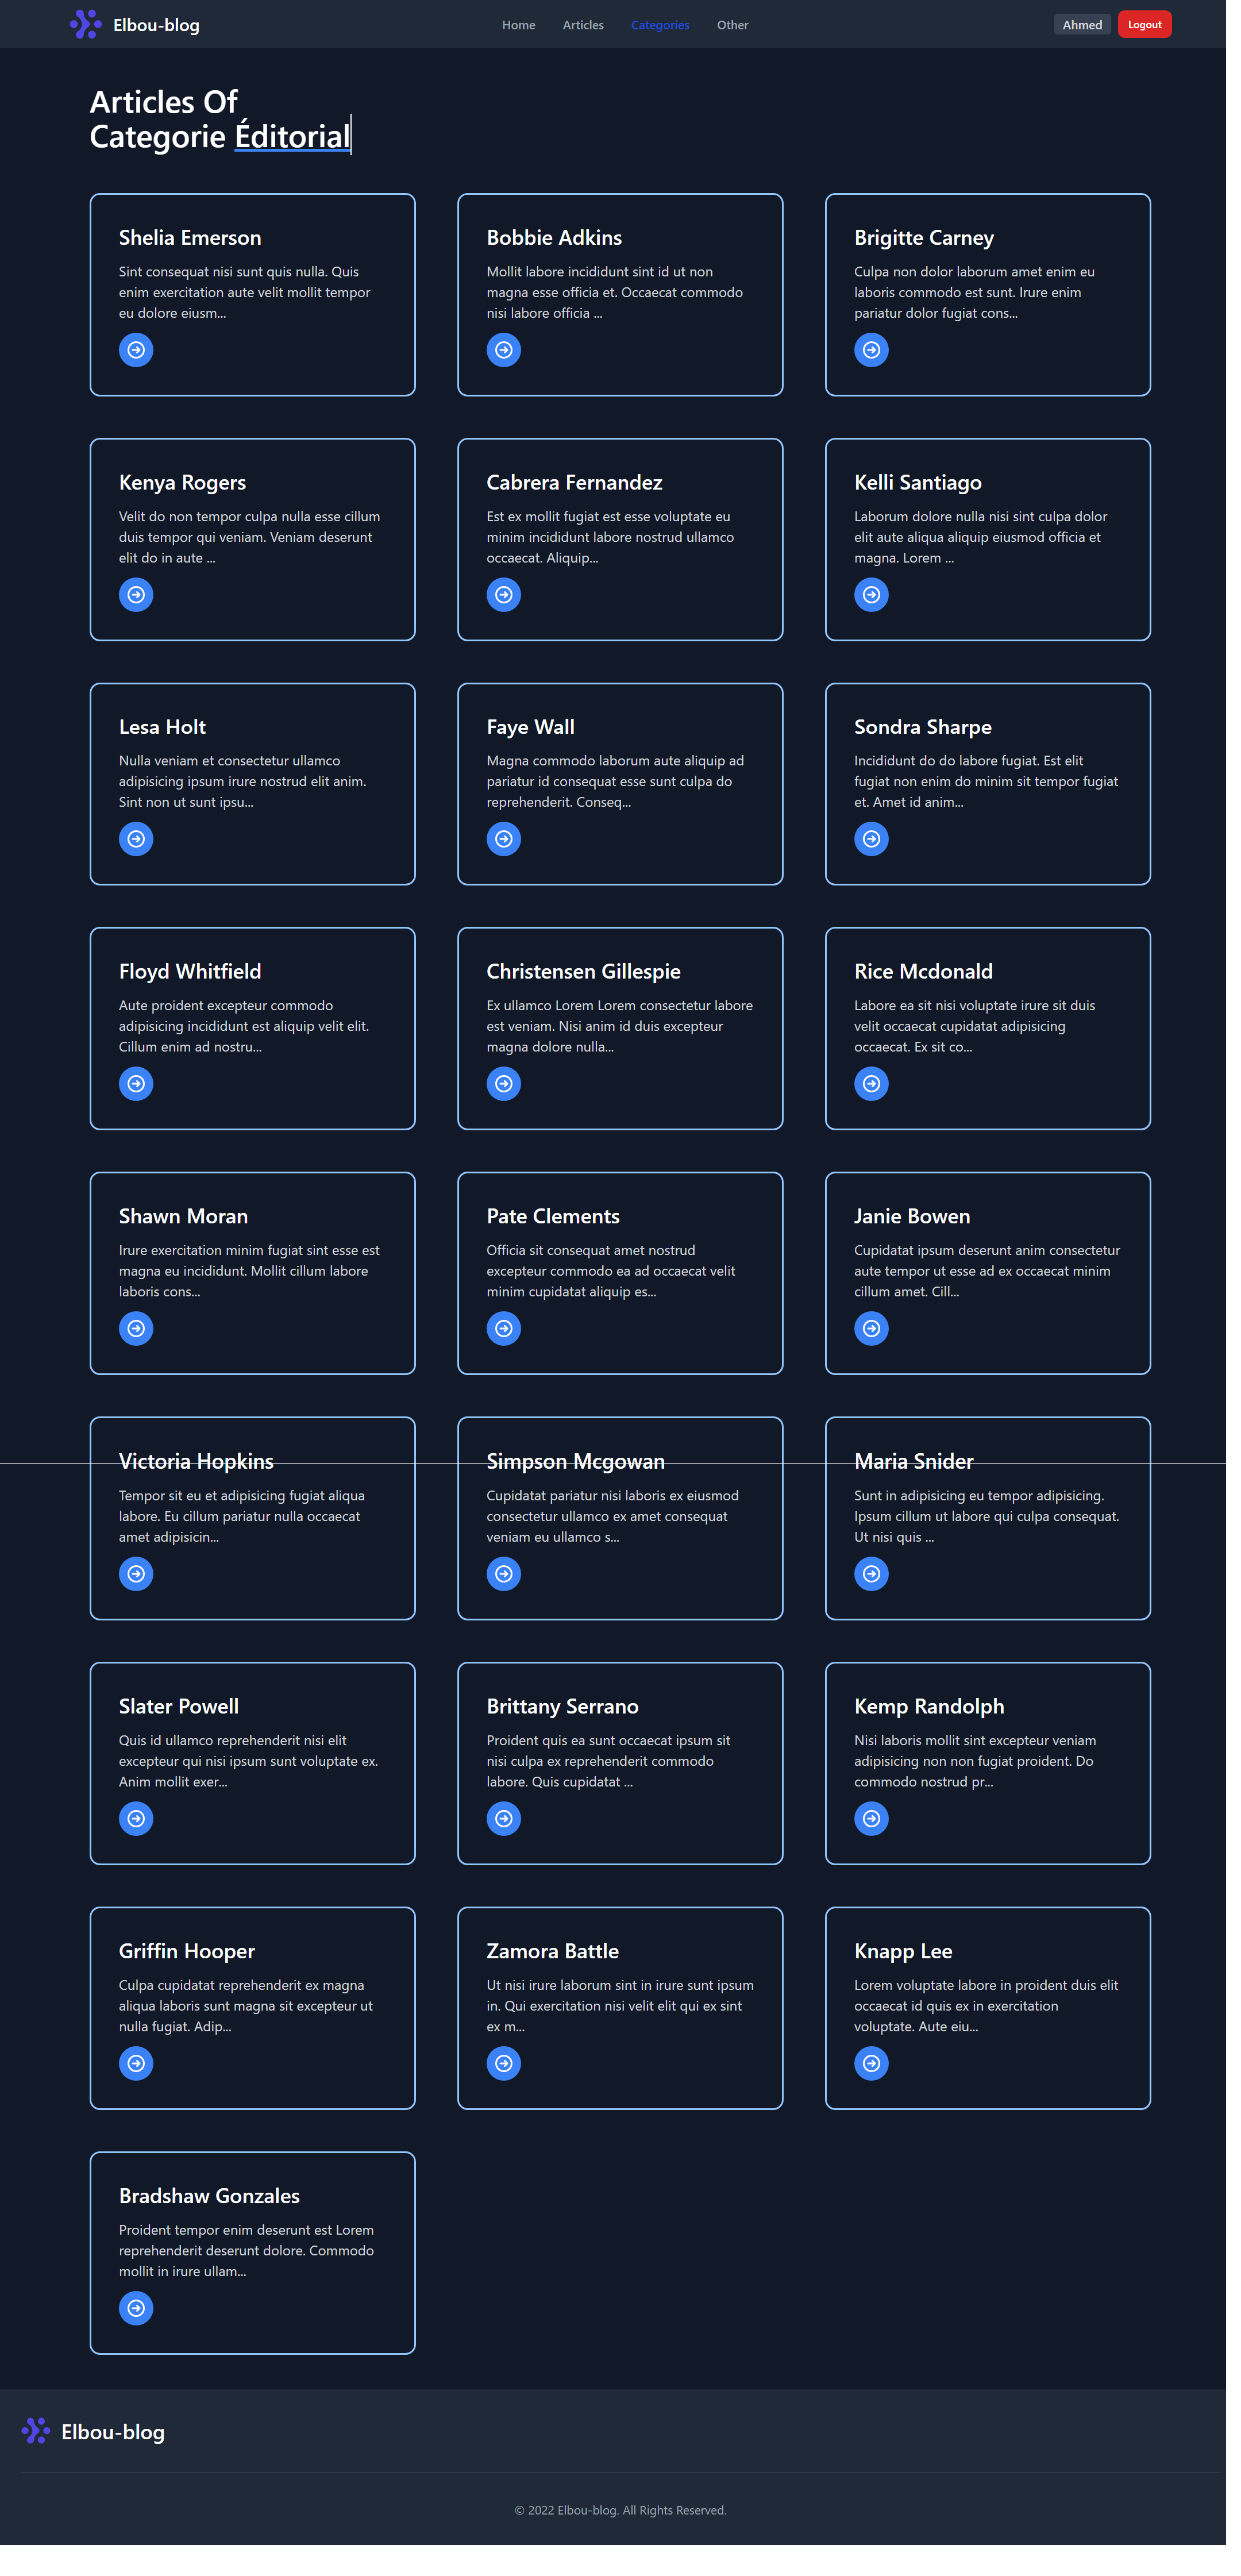 Elbou-blog
Home Articles Categories Other
Ahmed Logout
Articles Of
Categorie Éditorial
Shelia Emerson
Sint consequat nisi sunt quis nulla. Quis
enim exercitation aute velit mollit tempor
eu dolore eiusm...
Bobbie Adkins
Mollit labore incididunt sint id ut non
magna esse officia et. Occaecat commodo
nisi labore officia ...
Brigitte Carney
Culpa non dolor laborum amet enim eu
laboris commodo est sunt. Irure enim
pariatur dolor fugiat cons...
Kenya Rogers
Velit do non tempor culpa nulla esse cillum
duis tempor qui veniam. Veniam deserunt
elit do in aute ...
Cabrera Fernandez
Est ex mollit fugiat est esse voluptate eu
minim incididunt labore nostrud ullamco
occaecat. Aliquip...
Kelli Santiago
Laborum dolore nulla nisi sint culpa dolor
elit aute aliqua aliquip eiusmod officia et
magna. Lorem ...
Lesa Holt
Nulla veniam et consectetur ullamco
adipisicing ipsum irure nostrud elit anim.
Sint non ut sunt ipsu...
Faye Wall
Magna commodo laborum aute aliquip ad
pariatur id consequat esse sunt culpa do
reprehenderit. Conseq...
Sondra Sharpe
Incididunt do do labore fugiat. Est elit
fugiat non enim do minim sit tempor fugiat
et. Amet id anim...
Floyd Whitfield
Aute proident excepteur commodo
adipisicing incididunt est aliquip velit elit.
Cillum enim ad nostru...
Christensen Gillespie
Ex ullamco Lorem Lorem consectetur labore
est veniam. Nisi anim id duis excepteur
magna dolore nulla...
Rice Mcdonald
Labore ea sit nisi voluptate irure sit duis
velit occaecat cupidatat adipisicing
occaecat. Ex sit co...
Shawn Moran
Irure exercitation minim fugiat sint esse est
magna eu incididunt. Mollit cillum labore
laboris cons...
Pate Clements
Officia sit consequat amet nostrud
excepteur commodo ea ad occaecat velit
minim cupidatat aliquip es...
Janie Bowen
Cupidatat ipsum deserunt anim consectetur
aute tempor ut esse ad ex occaecat minim
cillum amet. Cill...
Victoria Hopkins
Tempor sit eu et adipisicing fugiat aliqua
labore. Eu cillum pariatur nulla occaecat
amet adipisicin...
Simpson Mcgowan
Cupidatat pariatur nisi laboris ex eiusmod
consectetur ullamco ex amet consequat
veniam eu ullamco s...
Maria Snider
Sunt in adipisicing eu tempor adipisicing.
Ipsum cillum ut labore qui culpa consequat.
Ut nisi quis ...
Slater Powell
Quis id ullamco reprehenderit nisi elit
excepteur qui nisi ipsum sunt voluptate ex.
Anim mollit exer...
Brittany Serrano
Proident quis ea sunt occaecat ipsum sit
nisi culpa ex reprehenderit commodo
labore. Quis cupidatat ...
Kemp Randolph
Nisi laboris mollit sint excepteur veniam
adipisicing non non fugiat proident. Do
commodo nostrud pr...
Griffin Hooper
Culpa cupidatat reprehenderit ex magna
aliqua laboris sunt magna sit excepteur ut
nulla fugiat. Adip...
Zamora Battle
Ut nisi irure laborum sint in irure sunt ipsum
in. Qui exercitation nisi velit elit qui ex sint
ex m...
Knapp Lee
Lorem voluptate labore in proident duis elit
occaecat id quis ex in exercitation
voluptate. Aute eiu...
Bradshaw Gonzales
Proident tempor enim deserunt est Lorem
reprehenderit deserunt dolore. Commodo
mollit in irure ullam...
Elbou-blog
© 2022 Elbou-blog. All Rights Reserved.